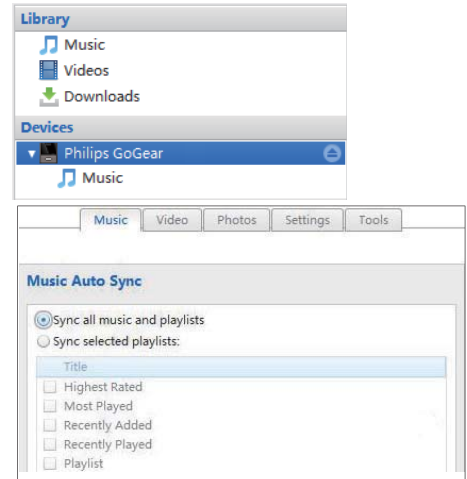 Library
Music
Videos
Downloads
Devices
Philips GoGear
Music
Music Video Photos Settings Tools
Music Auto Sync
Sync all music and playlists
Sync selected playlists:
Title
Highest Rated
Most Played
Recently Added
Recently Played
Playlist